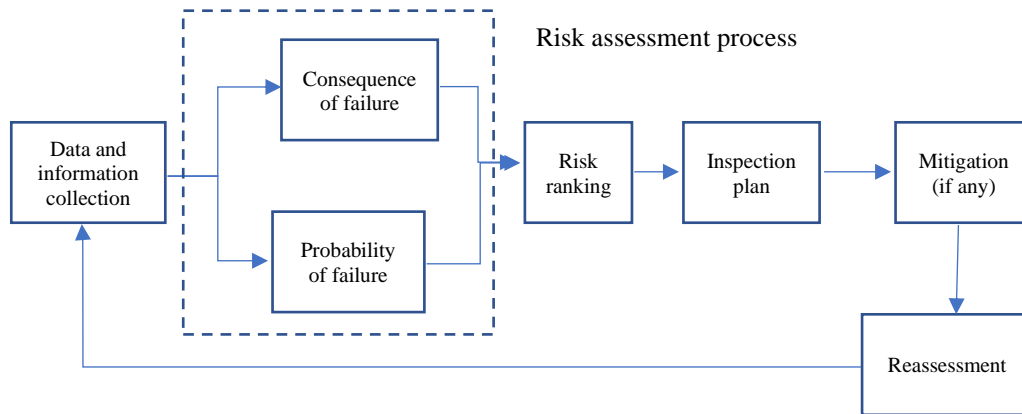 Risk assessment process
Consequence
of failure
Data and
information
collection
Probability
of failure
Risk
ranking
Inspection
plan
Mitigation
(if any)
Reassessment